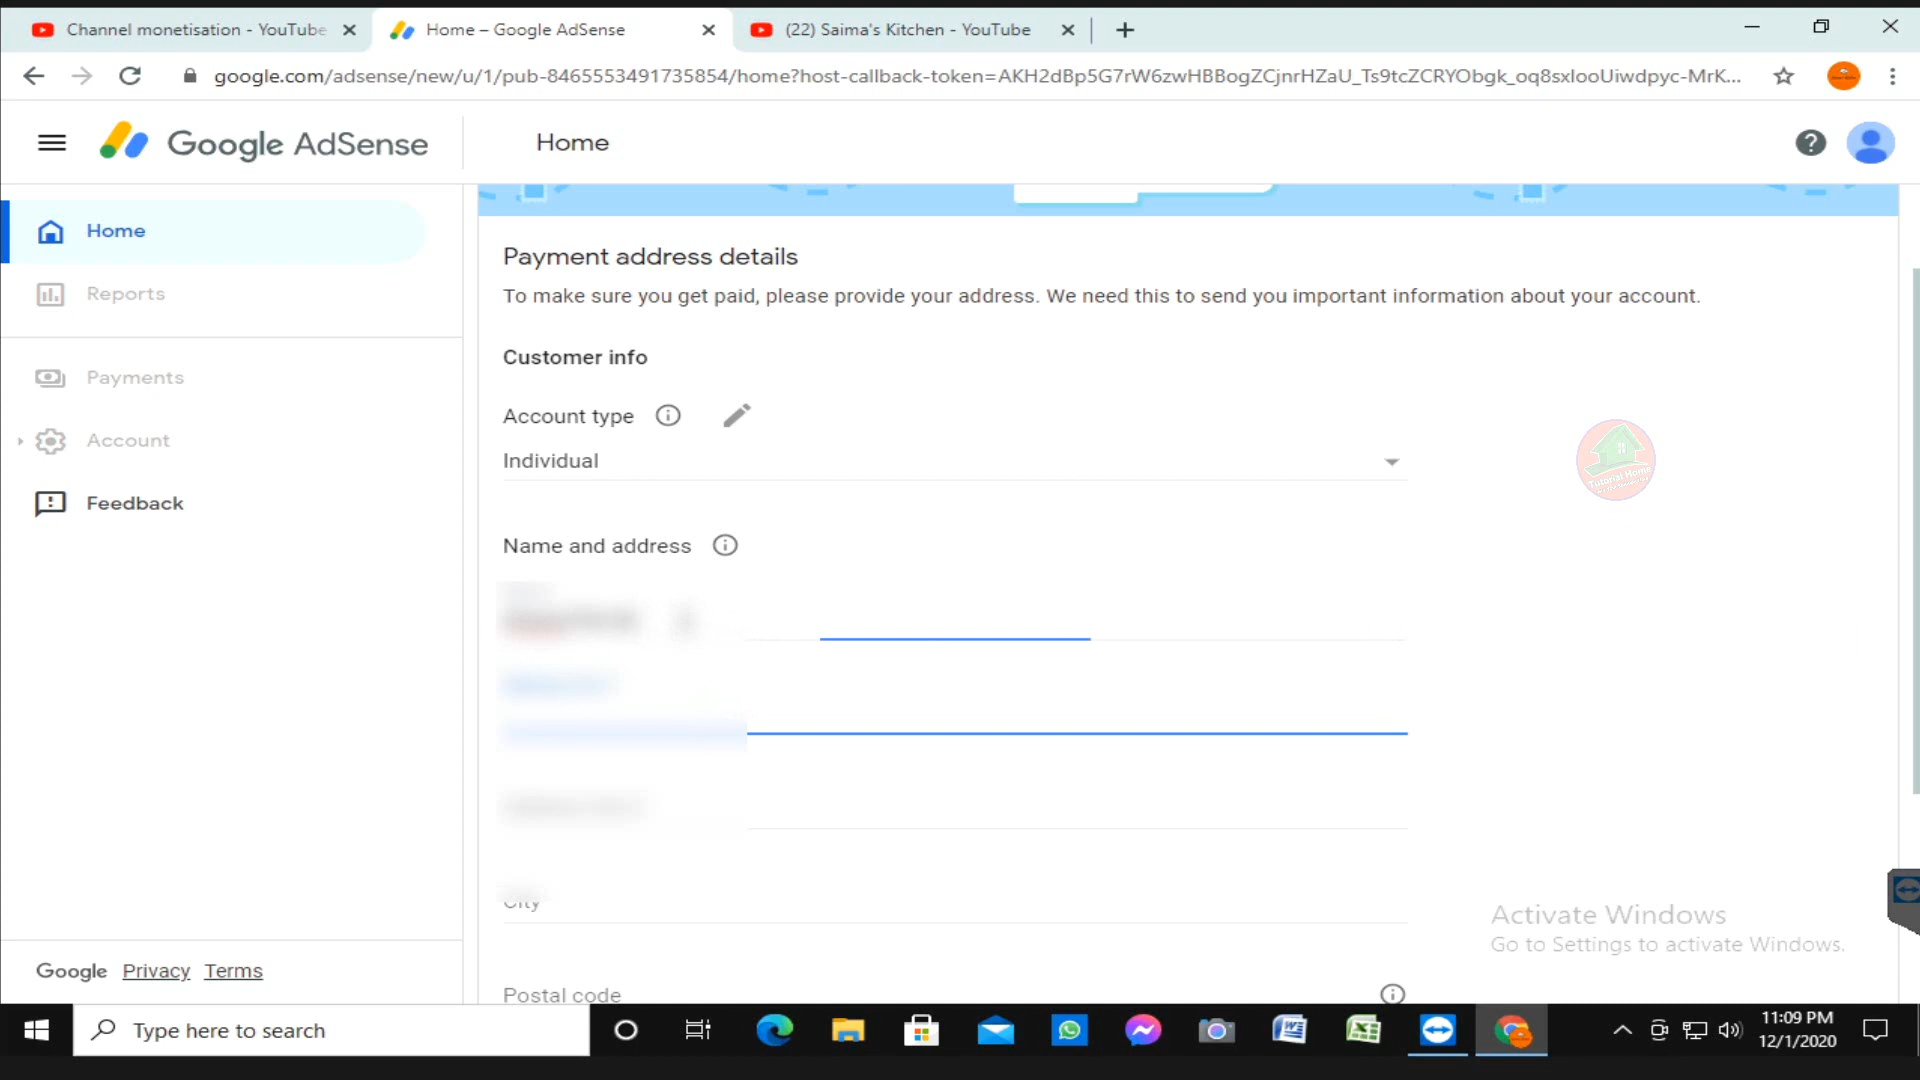 Channel monetisation - YouTube
Home – Google AdSense
(22) Saima's Kitchen - YouTube
google.com/adsense/new/u/1/pub-8465553491735854/home?host-callback-token=AKH2dBp5G7rW6zwHBBogZCjnrHZaU_Ts9tcZCRYObgk_oq8sxIooUiwdpyc-MrK...
Google AdSense
Home
Home
Reports
Payments
Account
Feedback
Payment address details
To make sure you get paid, please provide your address. We need this to send you important information about your account.
Customer info
Account type
Individual
Name and address
City
Postal code
Tutorial Home
Activate Windows
Go to Settings to activate Windows.
Google Privacy Terms
Type here to search
11:09 PM
12/1/2020